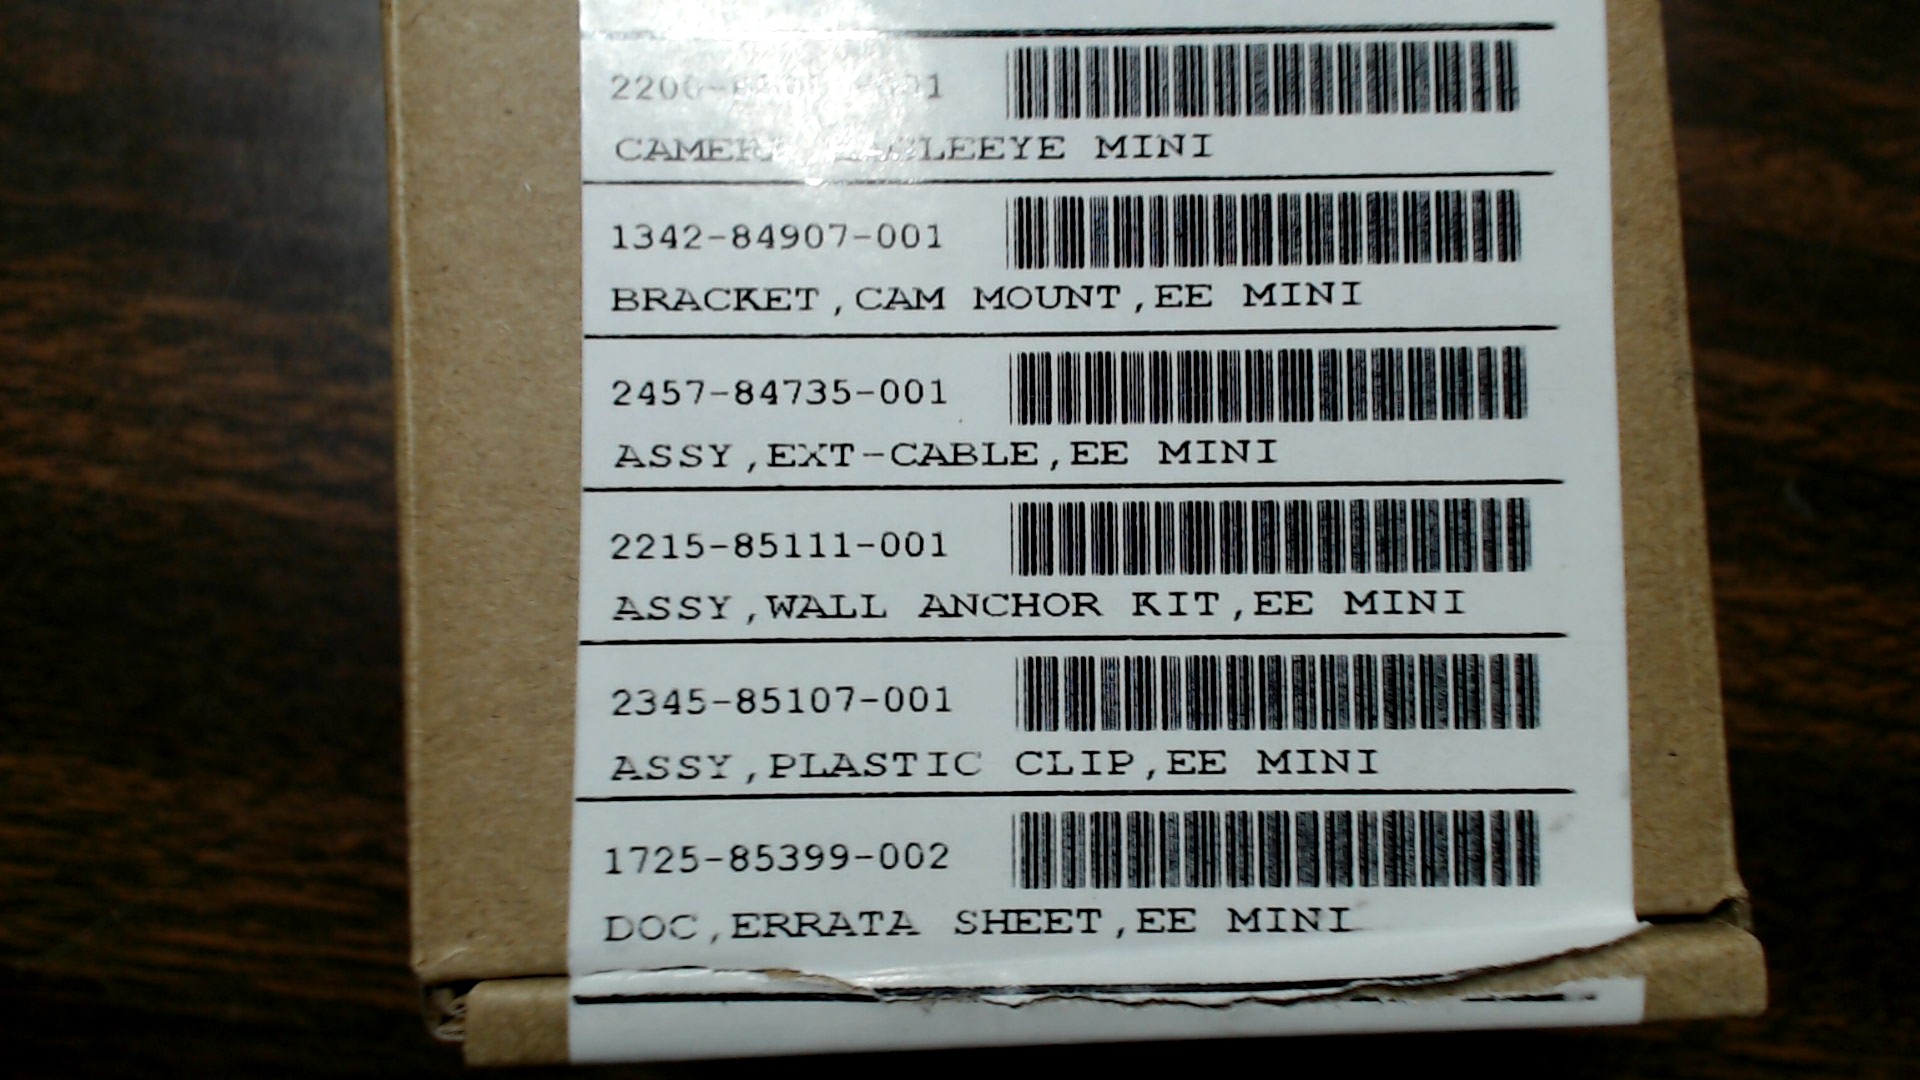 MINI
1342-84907-001
BRACKET,CAM MOUNT,EE MINI
2457-84735-001
ASSY,EXT-CABLE,EE MINI
2215-85111-001
ASSY,WALL ANCHOR KIT,EE MINI
2345-85107-001
ASSY,PLASTIC CLIP,EE MINI
1725-85399-002
DOC,ERRATA SHEET,EE MINI